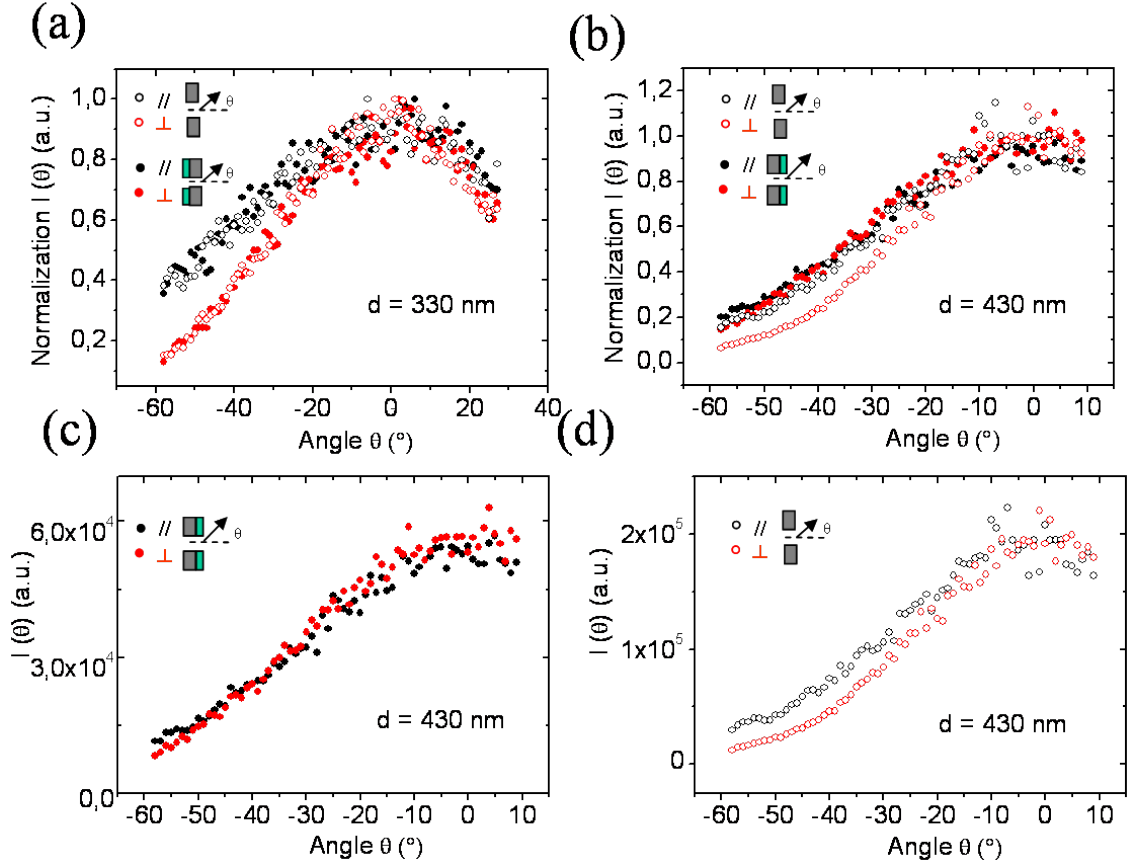 (a)
Normalization I (θ) (a.u.)
1,0
0,8
0,6
0,4
0,2
//
⊥
θ
//
⊥
θ
d = 330 nm
-60 -40 -20 0 20 40
Angle θ (°)
(b)
Normalization I (θ) (a.u.)
1,2
1,0
0,8
0,6
0,4
0,2
0,0
//
⊥
θ
//
⊥
θ
d = 430 nm
-60 -50 -40 -30 -20 -10 0 10
Angle θ (°)
(c)
I (θ) (a.u.)
6,0x10⁴
3,0x10⁴
0,0
//
⊥
θ
d = 430 nm
-60 -50 -40 -30 -20 -10 0 10
Angle θ (°)
(d)
I (θ) (a.u.)
2x10⁵
1x10⁵
0
//
⊥
θ
d = 430 nm
-60 -50 -40 -30 -20 -10 0 10
Angle θ (°)